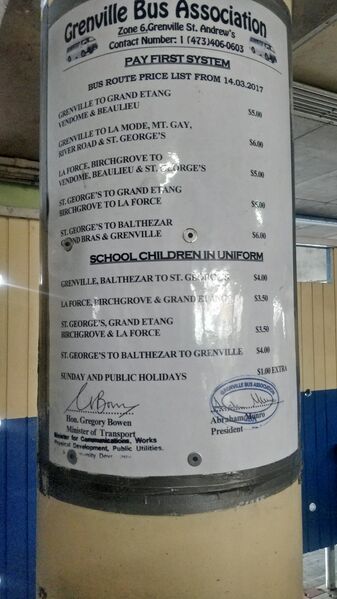 Grenville Bus Association
Zone 6,Grenville St. Andrew's
Contact Number: 1 (473)406-0603
PAY FIRST SYSTEM
BUS ROUTE PRICE LIST FROM 14.03.2017
GRENVILLE TO GRAND ETANG
VENDOME & BEAULIEU $5.00
GRENVILLE TO LA MODE, MT. GAY,
RIVER ROAD & ST. GEORGE'S $6.00
LA FORCE, BIRCHGROVE TO
VENDOME, BEAULIEU & ST. GEORGE'S $5.00
ST. GEORGE'S TO GRAND ETANG
BIRCHGROVE TO LA FORCE $5.00
ST. GEORGE'S TO BALTHEZAR
GRAND BRAS & GRENVILLE $6.00
SCHOOL CHILDREN IN UNIFORM
GRENVILLE, BALTHEZAR TO ST. GEORGE'S $4.00
LA FORCE, BIRCHGROVE & GRAND ETANG $3.50
ST. GEORGE'S, GRAND ETANG
BIRCHGROVE & LA FORCE $3.50
ST. GEORGE'S TO BALTHEZAR TO GRENVILLE $4.00
SUNDAY AND PUBLIC HOLIDAYS $1.00 EXTRA
GRENVILLE BUS ASSOCIATION
Hon. Gregory Bowen
Minister of Transport
Minister for Communications, Works
Physical Development, Public Utilities.
Abraham Munro
President